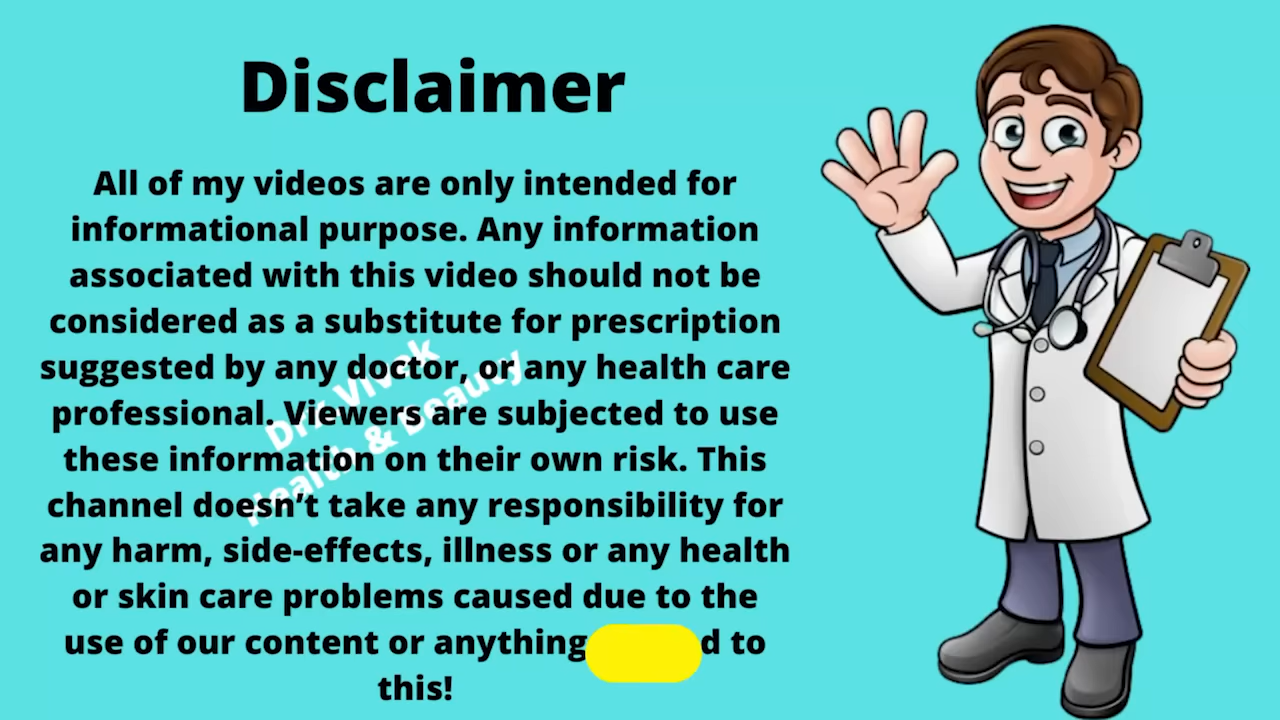 Disclaimer
All of my videos are only intended for
informational purpose. Any information
associated with this video should not be
considered as a substitute for prescription
suggested by any doctor, or any health care
professional. Viewers are subjected to use
these information on their own risk. This
channel doesn't take any responsibility for
any harm, side-effects, illness or any health
or skin care problems caused due to the
use of our content or anything to
this!
Drz Vivek
Health & Beauty